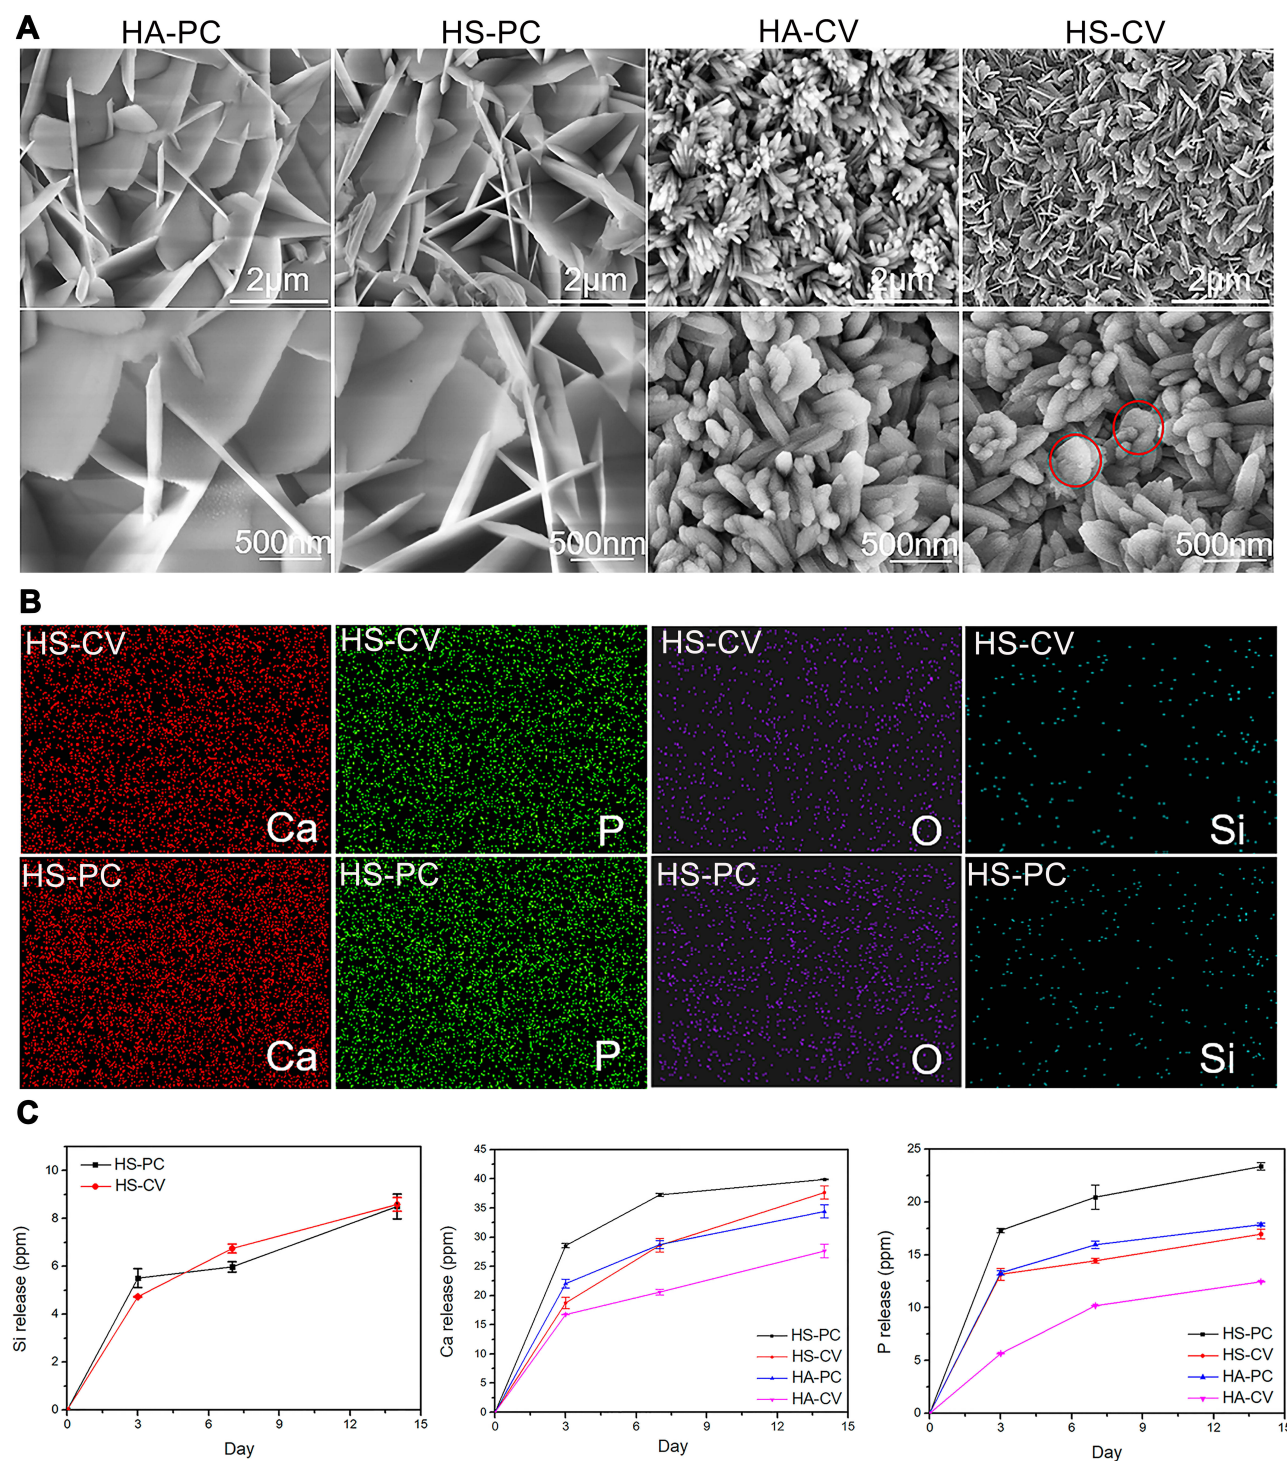 A
HA-PC HS-PC HA-CV HS-CV
2μm 2μm 2μm 2μm
500nm 500nm 500nm 500nm
B
HS-CV HS-CV HS-CV HS-CV
Ca P O Si
HS-PC HS-PC HS-PC HS-PC
Ca P O Si
C
Si release (ppm)
10
8
6
4
2
0
HS-PC
HS-CV
0 3 6 9 12 15
Day
Ca release (ppm)
45
40
35
30
25
20
15
10
5
0
HS-PC
HS-CV
HA-PC
HA-CV
0 3 6 9 12 15
Day
P release (ppm)
25
20
15
10
5
0
HS-PC
HS-CV
HA-PC
HA-CV
0 3 6 9 12 15
Day